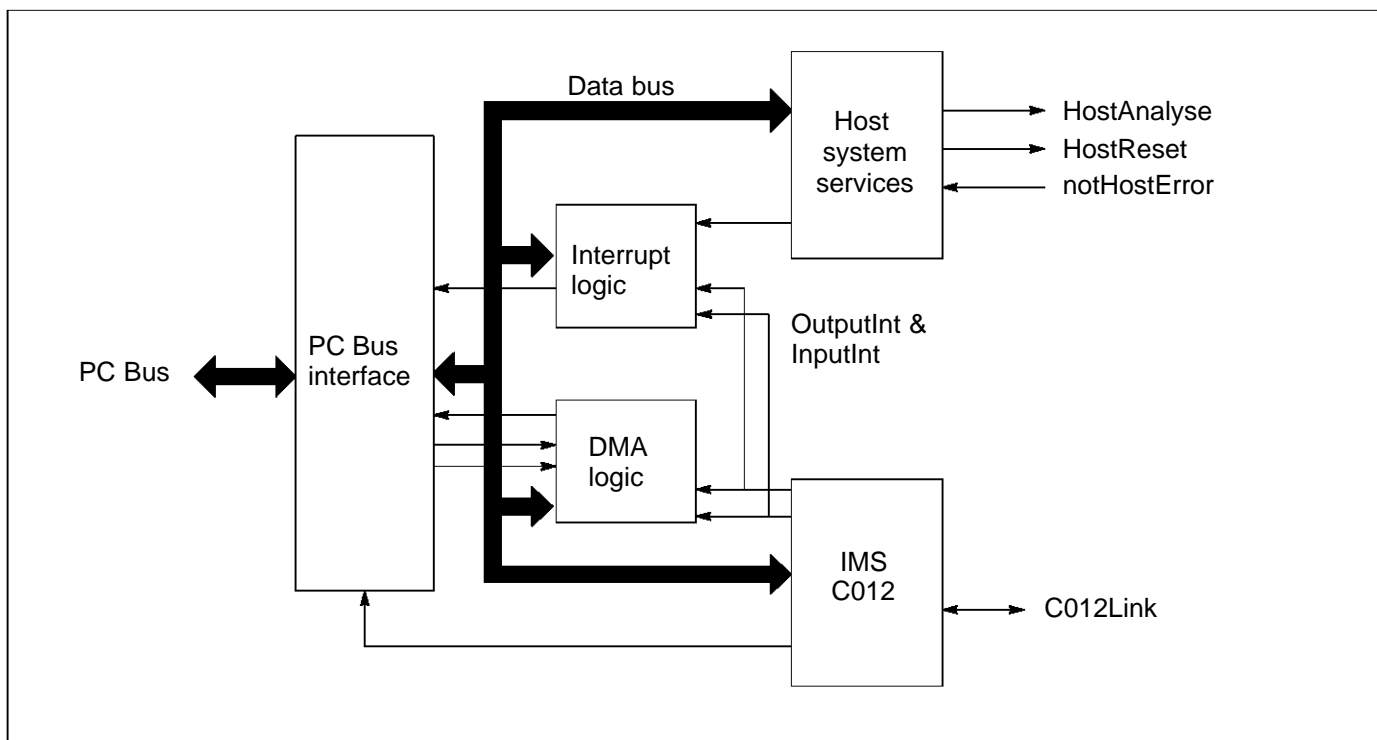 Data bus
Host
system
services
HostAnalyse
HostReset
notHostError
Interrupt
logic
OutputInt &
InputInt
PC Bus
PC Bus
interface
DMA
logic
IMS
C012
C012Link